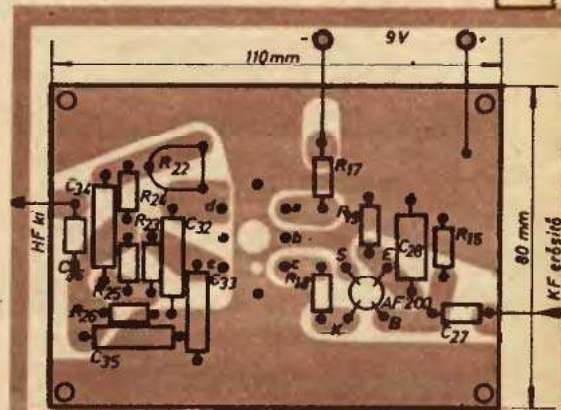 - 9V +
110mm
80 mm
HF ki
KF erősítő
C34
R24
R22
R17
d
a
R23
C32
R19
C28
R16
b
e
c
S
E
R25
C33
R18
AF200
R26
K
B
C27
C35